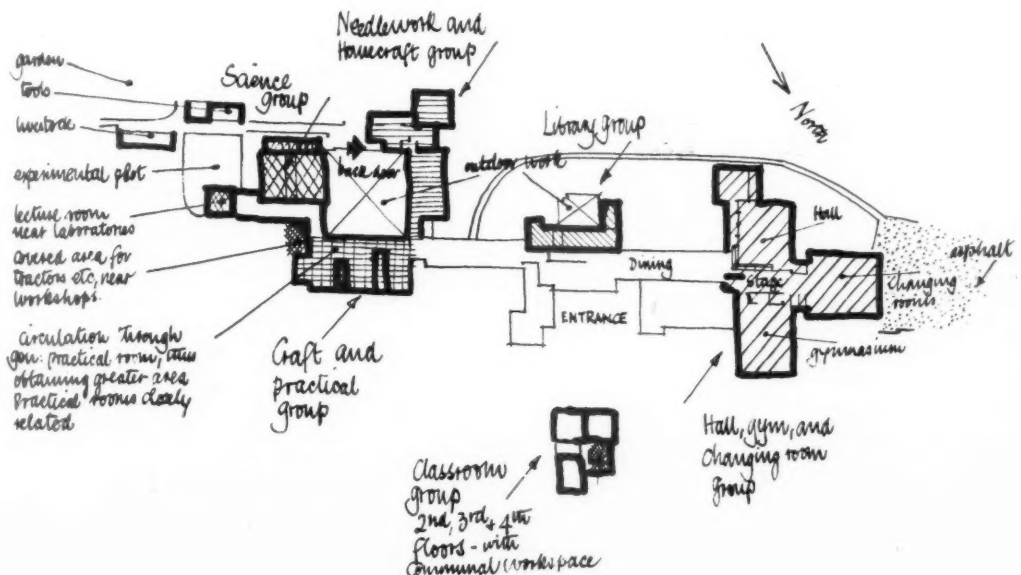 Needlework and
Housecraft group
garden
tools
livestock
experimental plot
lecture room
near laboratories
covered area for
tractors etc, near
workshops.
circulation through
gen: practical room, thus
obtaining greater area
Practical rooms closely
related
Science
group
back door
outdoor work
Library group
North
Hall
asphalt
changing
rooms
Stage
gymnasium
Dining
ENTRANCE
Craft and
practical
group
Classroom
group
2nd, 3rd + 4th
floors - with
communal workspace
Hall, gym, and
changing room
group